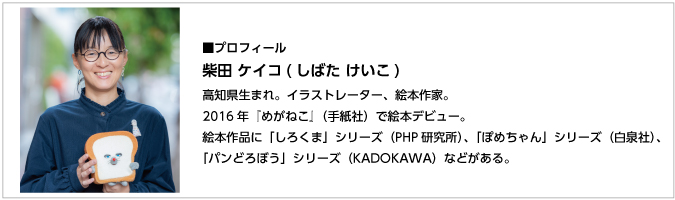 ■プロフィール
柴田 ケイコ ( しばた けいこ )
高知県生まれ。イラストレーター、絵本作家。
2016 年『めがねこ』（手紙社）で絵本デビュー。
絵本作品に「しろくま」シリーズ（PHP 研究所）、「ぽめちゃん」シリーズ（白泉社）、
「パンどろぼう」シリーズ（KADOKAWA）などがある。